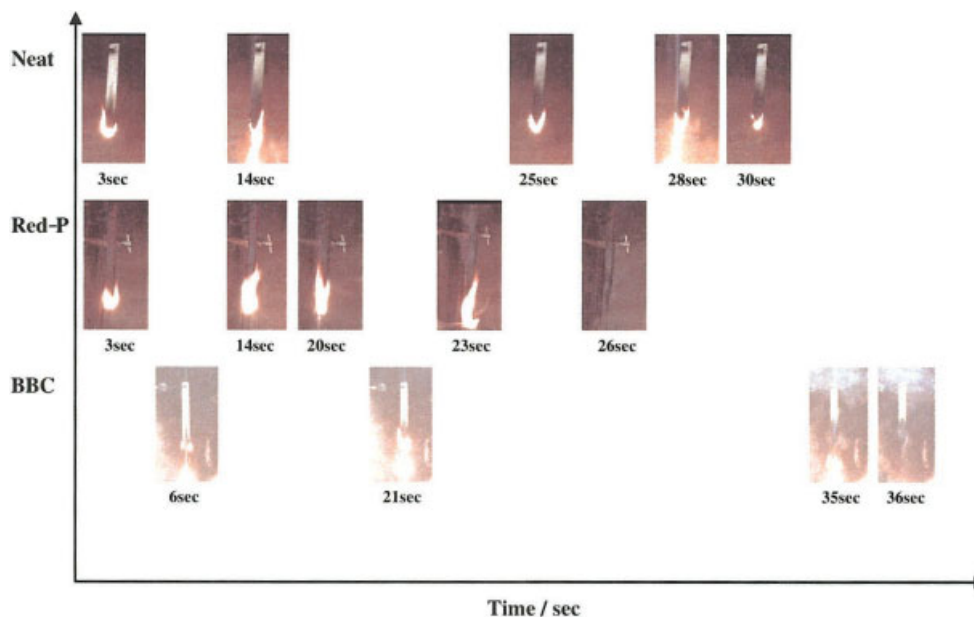 Neat
3sec 14sec 25sec 28sec 30sec
Red-P
3sec 14sec 20sec 23sec 26sec
BBC
6sec 21sec 35sec 36sec
Time / sec